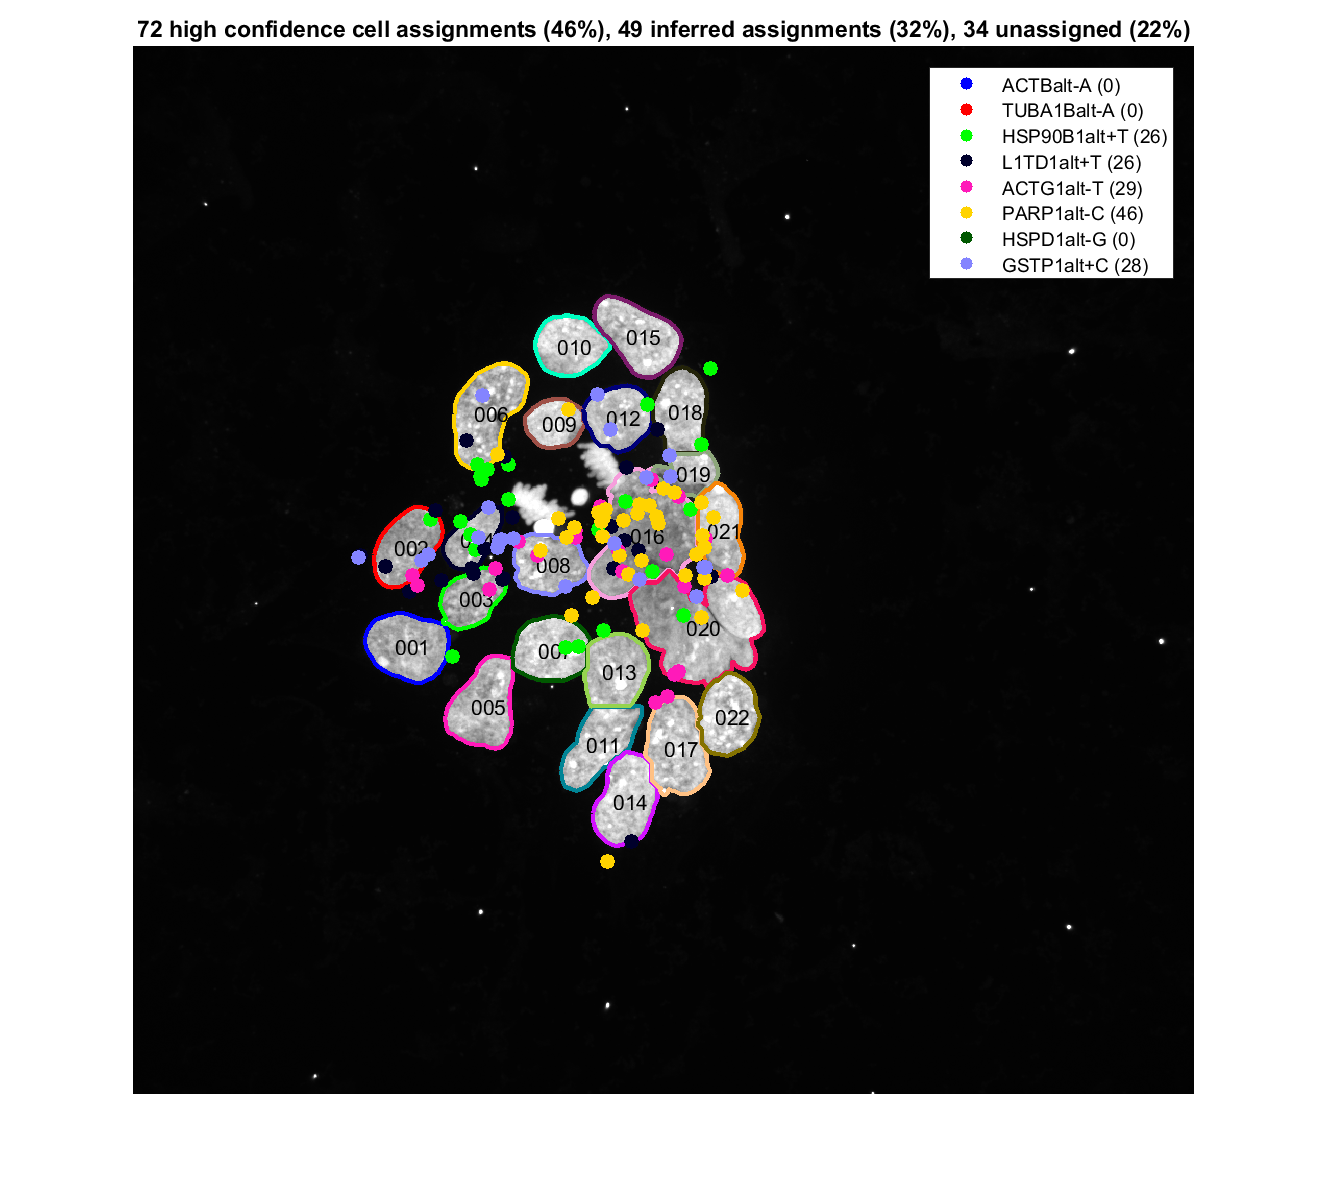 72 high confidence cell assignments (46%), 49 inferred assignments (32%), 34 unassigned (22%)
ACTBalt-A (0)
TUBA1Balt-A (0)
HSP90B1alt+T (26)
L1TD1alt+T (26)
ACTG1alt-T (29)
PARP1alt-C (46)
HSPD1alt-G (0)
GSTP1alt+C (28)
015
010
006
009
012
018
019
002
016
021
008
003
001
007
020
013
005
022
011
017
014